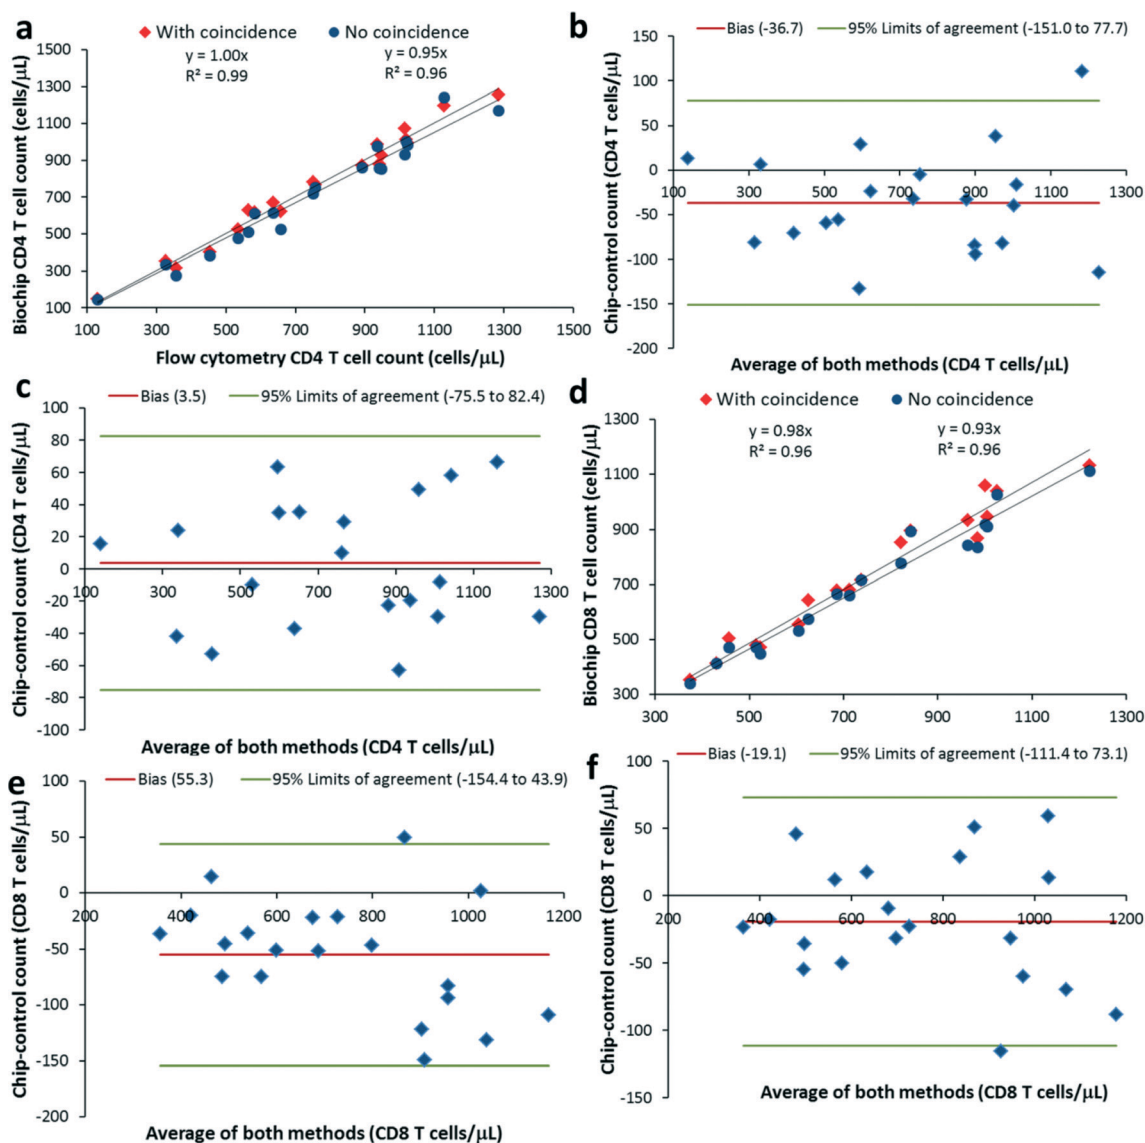 a
With coincidence
No coincidence
y = 1.00x
R² = 0.99
y = 0.95x
R² = 0.96
Biochip CD4 T cell count (cells/μL)
1500
1300
1100
900
700
500
300
100
100 300 500 700 900 1100 1300 1500
Flow cytometry CD4 T cell count (cells/μL)
b
Bias (-36.7)
95% Limits of agreement (-151.0 to 77.7)
Chip-control count (CD4 T cells/μL)
150
100
50
0
-50
-100
-150
-200
100 300 500 700 900 1100 1300
Average of both methods (CD4 T cells/μL)
c
Bias (3.5)
95% Limits of agreement (-75.5 to 82.4)
Chip-control count (CD4 T cells/μL)
100
80
60
40
20
0
-20
-40
-60
-80
-100
100 300 500 700 900 1100 1300
Average of both methods (CD4 T cells/μL)
d
With coincidence
No coincidence
y = 0.98x
R² = 0.96
y = 0.93x
R² = 0.96
Biochip CD8 T cell count (cells/μL)
1300
1100
900
700
500
300
300 500 700 900 1100 1300
e
Bias (55.3)
95% Limits of agreement (-154.4 to 43.9)
Chip-control count (CD8 T cells/μL)
100
50
0
-50
-100
-150
-200
200 400 600 800 1000 1200
Average of both methods (CD8 T cells/μL)
f
Bias (-19.1)
95% Limits of agreement (-111.4 to 73.1)
Chip-control count (CD8 T cells/μL)
100
50
0
-50
-100
-150
200 400 600 800 1000 1200
Average of both methods (CD8 T cells/μL)